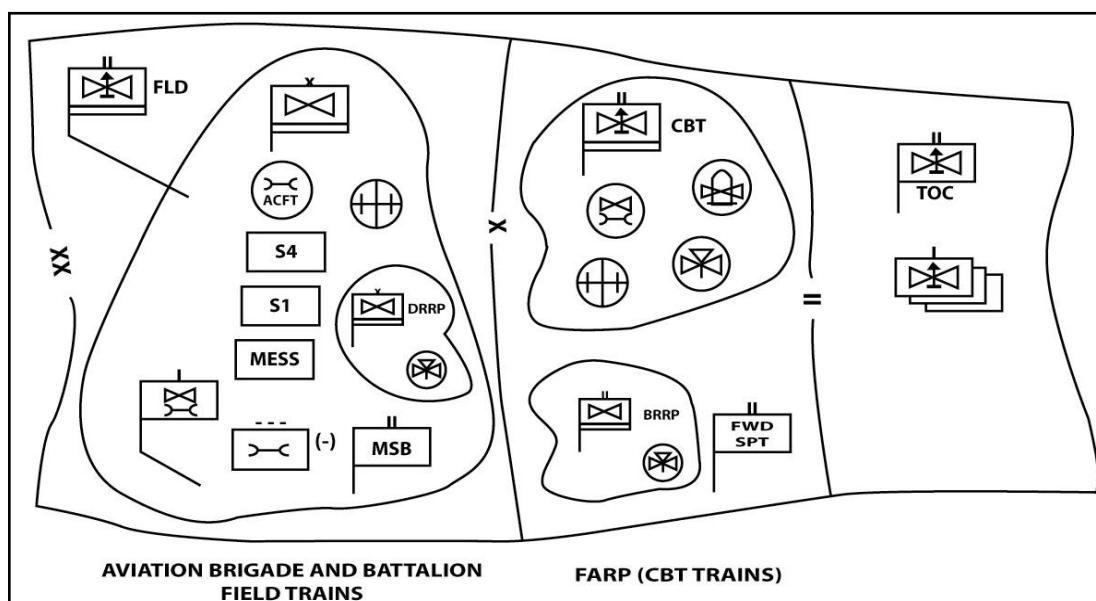 FLD
CBT
TOC
ACFT
S4
S1
MESS
DRRP
XX
X
=
(-)
MSB
BRRP
FWD
SPT
AVIATION BRIGADE AND BATTALION
FIELD TRAINS
FARP (CBT TRAINS)